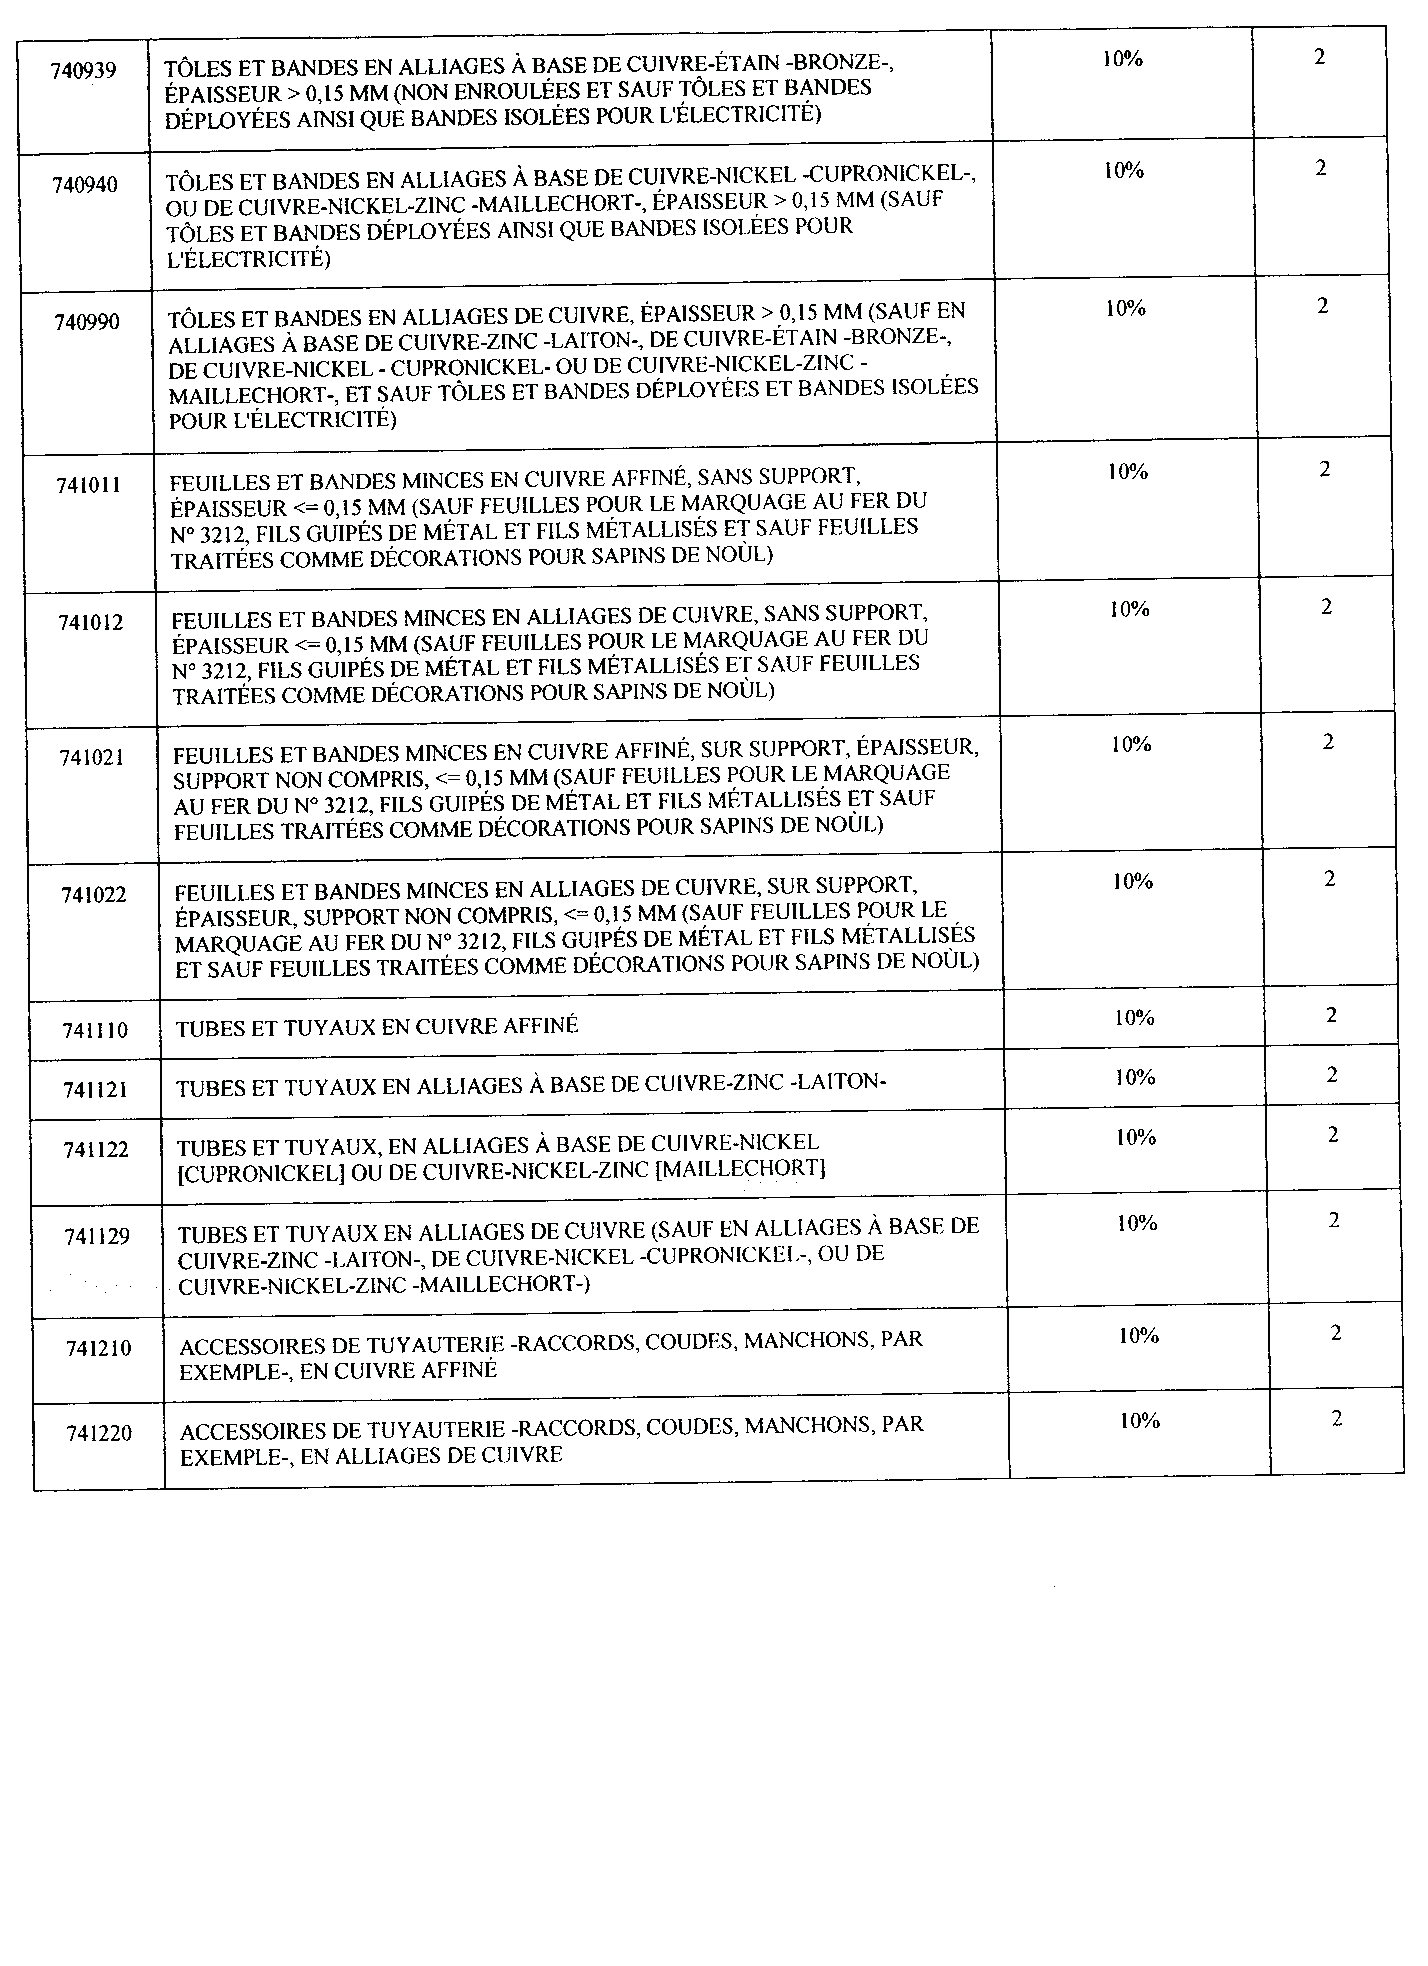 740939 TÔLES ET BANDES EN ALLIAGES À BASE DE CUIVRE-ÉTAIN -BRONZE-, 10% 2
ÉPAISSEUR > 0,15 MM (NON ENROULÉES ET SAUF TÔLES ET BANDES
DÉPLOYÉES AINSI QUE BANDES ISOLÉES POUR L'ÉLECTRICITÉ)
740940 TÔLES ET BANDES EN ALLIAGES À BASE DE CUIVRE-NICKEL -CUPRONICKEL-, 10% 2
OU DE CUIVRE-NICKEL-ZINC -MAILLECHORT-, ÉPAISSEUR > 0,15 MM (SAUF
TÔLES ET BANDES DÉPLOYÉES AINSI QUE BANDES ISOLÉES POUR
L'ÉLECTRICITÉ)
740990 TÔLES ET BANDES EN ALLIAGES DE CUIVRE, ÉPAISSEUR > 0,15 MM (SAUF EN 10% 2
ALLIAGES À BASE DE CUIVRE-ZINC -LAITON-, DE CUIVRE-ÉTAIN -BRONZE-,
DE CUIVRE-NICKEL - CUPRONICKEL- OU DE CUIVRE-NICKEL-ZINC -
MAILLECHORT-, ET SAUF TÔLES ET BANDES DÉPLOYÉES ET BANDES ISOLÉES
POUR L'ÉLECTRICITÉ)
741011 FEUILLES ET BANDES MINCES EN CUIVRE AFFINÉ, SANS SUPPORT, 10% 2
ÉPAISSEUR <= 0,15 MM (SAUF FEUILLES POUR LE MARQUAGE AU FER DU
N° 3212, FILS GUIPÉS DE MÉTAL ET FILS MÉTALLISÉS ET SAUF FEUILLES
TRAITÉES COMME DÉCORATIONS POUR SAPINS DE NOÙL)
741012 FEUILLES ET BANDES MINCES EN ALLIAGES DE CUIVRE, SANS SUPPORT, 10% 2
ÉPAISSEUR <= 0,15 MM (SAUF FEUILLES POUR LE MARQUAGE AU FER DU
N° 3212, FILS GUIPÉS DE MÉTAL ET FILS MÉTALLISÉS ET SAUF FEUILLES
TRAITÉES COMME DÉCORATIONS POUR SAPINS DE NOÙL)
741021 FEUILLES ET BANDES MINCES EN CUIVRE AFFINÉ, SUR SUPPORT, ÉPAISSEUR, 10% 2
SUPPORT NON COMPRIS, <= 0,15 MM (SAUF FEUILLES POUR LE MARQUAGE
AU FER DU N° 3212, FILS GUIPÉS DE MÉTAL ET FILS MÉTALLISÉS ET SAUF
FEUILLES TRAITÉES COMME DÉCORATIONS POUR SAPINS DE NOÙL)
741022 FEUILLES ET BANDES MINCES EN ALLIAGES DE CUIVRE, SUR SUPPORT, 10% 2
ÉPAISSEUR, SUPPORT NON COMPRIS, <= 0,15 MM (SAUF FEUILLES POUR LE
MARQUAGE AU FER DU N° 3212, FILS GUIPÉS DE MÉTAL ET FILS MÉTALLISÉS
ET SAUF FEUILLES TRAITÉES COMME DÉCORATIONS POUR SAPINS DE NOÙL)
741110 TUBES ET TUYAUX EN CUIVRE AFFINÉ 10% 2
741121 TUBES ET TUYAUX EN ALLIAGES À BASE DE CUIVRE-ZINC -LAITON- 10% 2
741122 TUBES ET TUYAUX, EN ALLIAGES À BASE DE CUIVRE-NICKEL 10% 2
[CUPRONICKEL] OU DE CUIVRE-NICKEL-ZINC [MAILLECHORT]
741129 TUBES ET TUYAUX EN ALLIAGES DE CUIVRE (SAUF EN ALLIAGES À BASE DE 10% 2
CUIVRE-ZINC -LAITON-, DE CUIVRE-NICKEL -CUPRONICKEL-, OU DE
CUIVRE-NICKEL-ZINC -MAILLECHORT-)
741210 ACCESSOIRES DE TUYAUTERIE -RACCORDS, COUDES, MANCHONS, PAR 10% 2
EXEMPLE-, EN CUIVRE AFFINÉ
741220 ACCESSOIRES DE TUYAUTERIE -RACCORDS, COUDES, MANCHONS, PAR 10% 2
EXEMPLE-, EN ALLIAGES DE CUIVRE